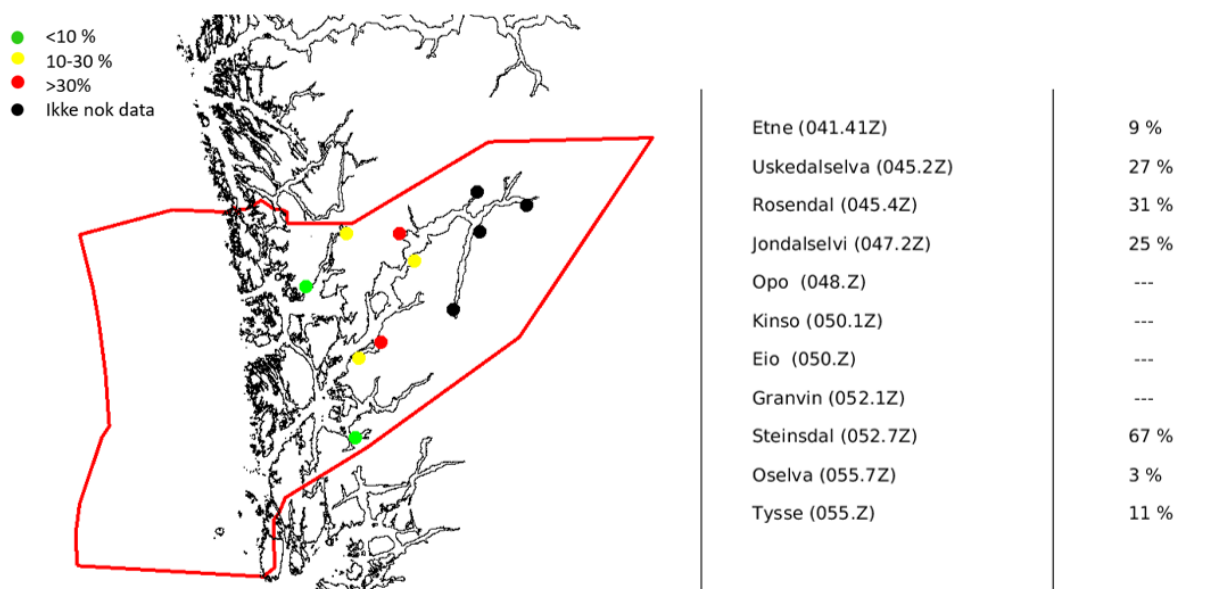 <10 %
10-30 %
>30%
Ikke nok data
Etne (041.41Z) 9 %
Uskedalselva (045.2Z) 27 %
Rosendal (045.4Z) 31 %
Jondalselvi (047.2Z) 25 %
Opo (048.Z) ---
Kinso (050.1Z) ---
Eio (050.Z) ---
Granvin (052.1Z) ---
Steinsdal (052.7Z) 67 %
Oselva (055.7Z) 3 %
Tysse (055.Z) 11 %